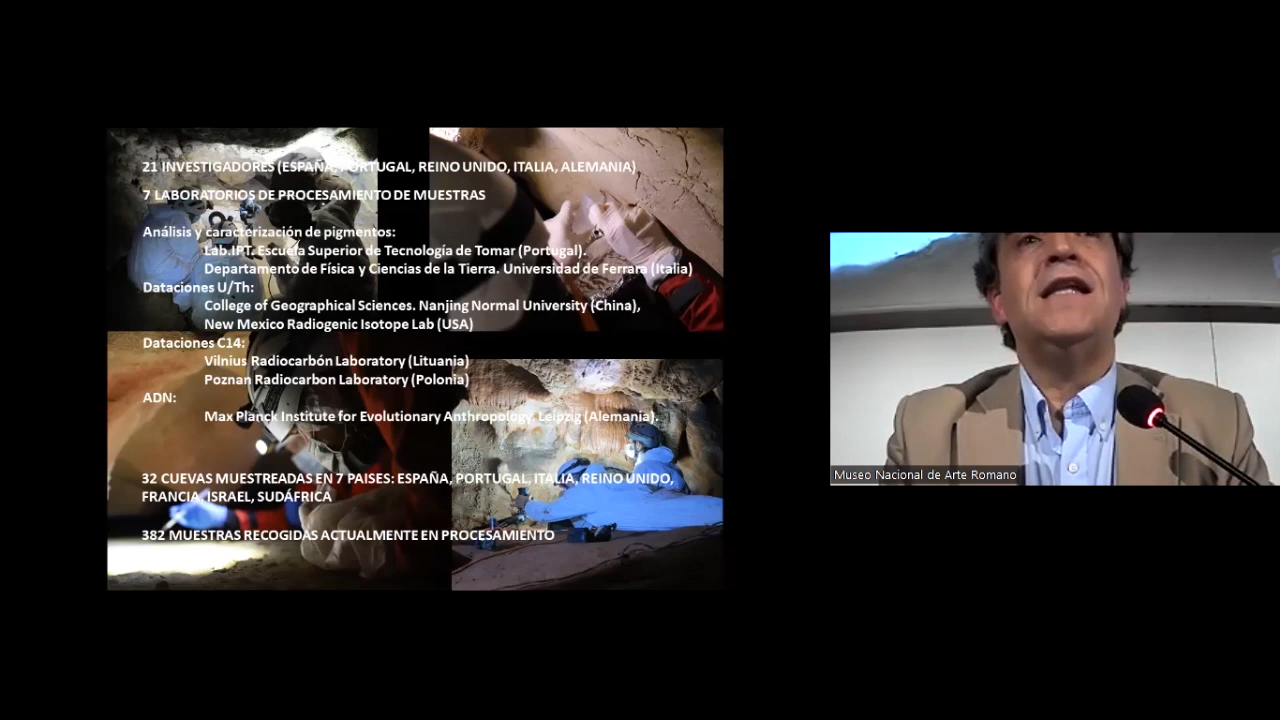 21 INVESTIGADORES (ESPAÑA, PORTUGAL, REINO UNIDO, ITALIA, ALEMANIA)
7 LABORATORIOS DE PROCESAMIENTO DE MUESTRAS
Análisis y caracterización de pigmentos:
Lab.IPT. Escuela Superior de Tecnología de Tomar (Portugal).
Departamento de Física y Ciencias de la Tierra. Universidad de Ferrara (Italia)
Dataciones U/Th:
College of Geographical Sciences. Nanjing Normal University (China),
New Mexico Radiogenic Isotope Lab (USA)
Dataciones C14:
Vilnius Radiocarbón Laboratory (Lituania)
Poznan Radiocarbon Laboratory (Polonia)
ADN:
Max Planck Institute for Evolutionary Anthropology. Leipzig (Alemania).
32 CUEVAS MUESTREADAS EN 7 PAISES: ESPAÑA, PORTUGAL, ITALIA, REINO UNIDO,
FRANCIA, ISRAEL, SUDÁFRICA
382 MUESTRAS RECOGIDAS ACTUALMENTE EN PROCESAMIENTO
Museo Nacional de Arte Romano